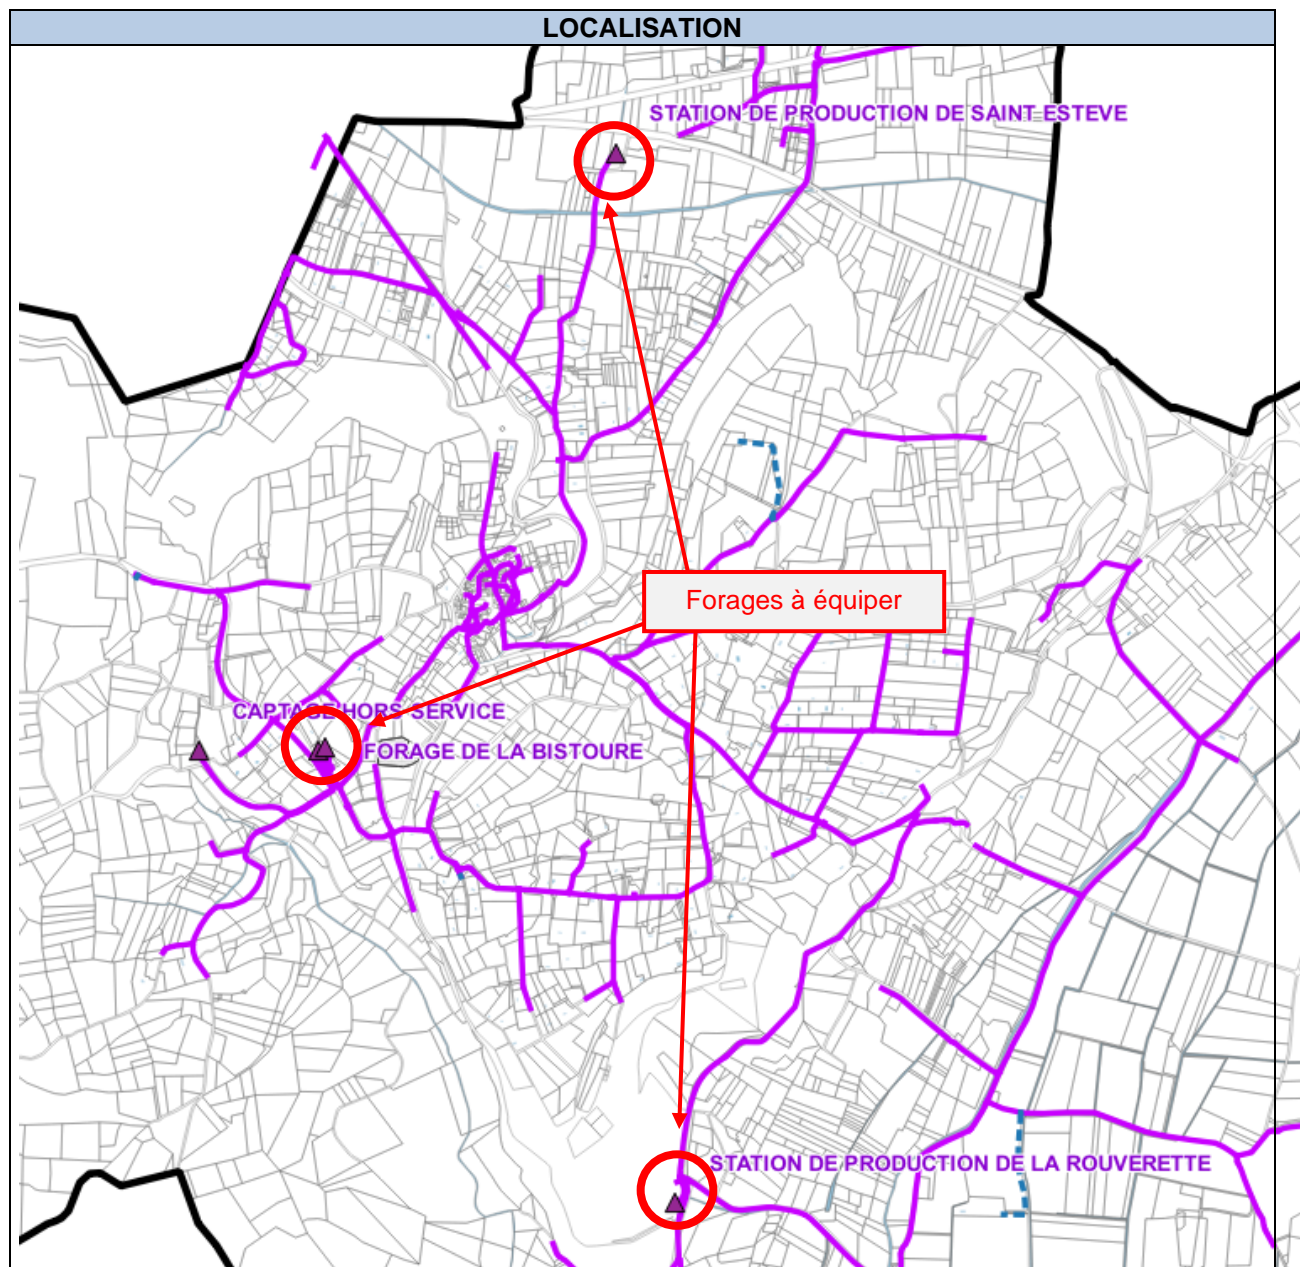 LOCALISATION
STATION DE PRODUCTION DE SAINT ESTEVE
Forages à équiper
CAPTAGE HORS SERVICE
FORAGE DE LA BISTOURE
STATION DE PRODUCTION DE LA ROUVERETTE